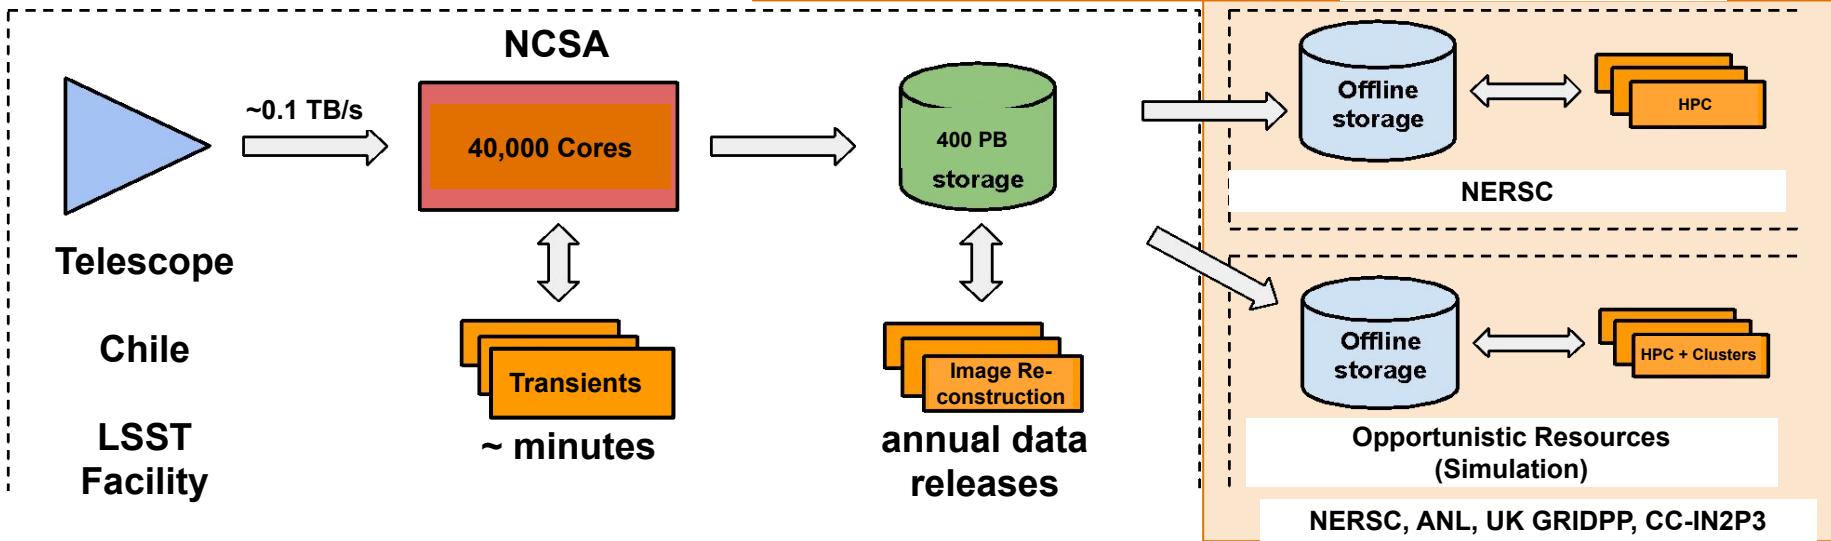 NCSA
~0.1 TB/s
40,000 Cores
400 PB
storage
Telescope
Chile
LSST
Facility
Transients
~ minutes
Image Re-
construction
annual data
releases
Offline
storage
HPC
NERSC
Offline
storage
HPC + Clusters
Opportunistic Resources
(Simulation)
NERSC, ANL, UK GRIDPP, CC-IN2P3